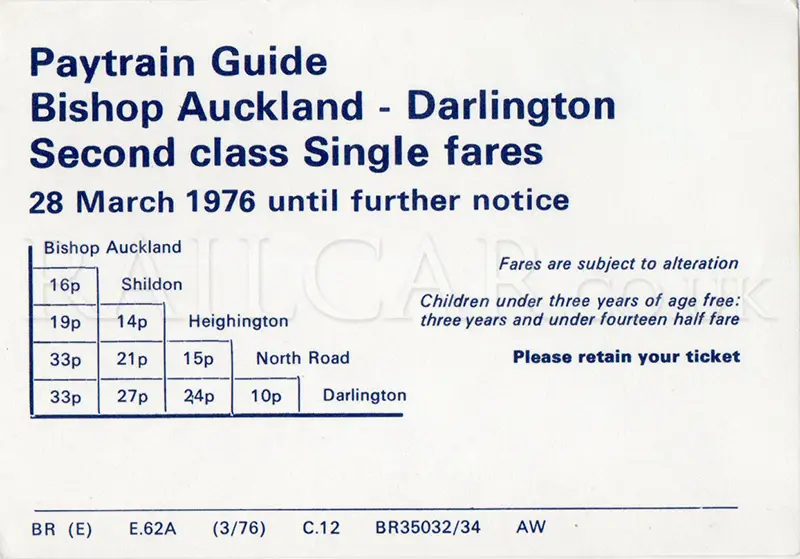 Paytrain Guide
Bishop Auckland - Darlington
Second class Single fares
28 March 1976 until further notice
Bishop Auckland
16p Shildon
19p 14p Heighington
33p 21p 15p North Road
33p 27p 24p 10p Darlington
Fares are subject to alteration
Children under three years of age free:
three years and under fourteen half fare
Please retain your ticket
RAILCAR.CO.UK
BR (E) E.62A (3/76) C.12 BR35032/34 AW